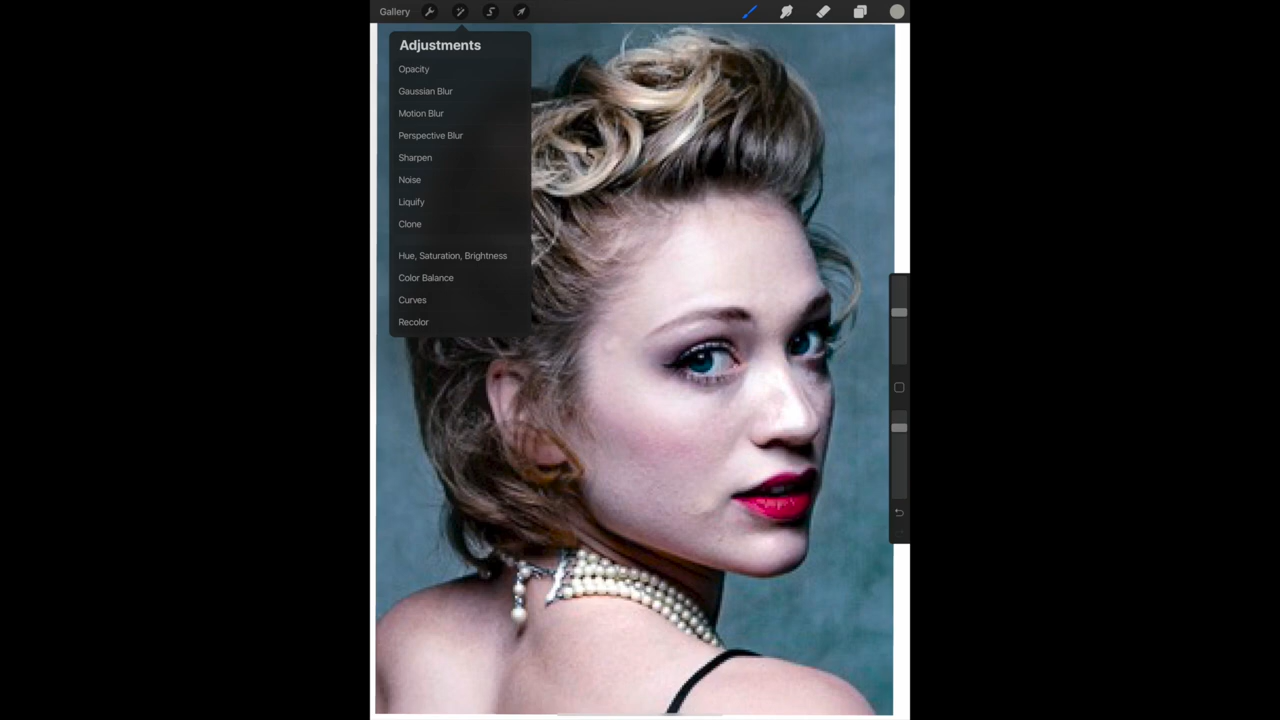 Gallery
Adjustments
Opacity
Gaussian Blur
Motion Blur
Perspective Blur
Sharpen
Noise
Liquify
Clone
Hue, Saturation, Brightness
Color Balance
Curves
Recolor